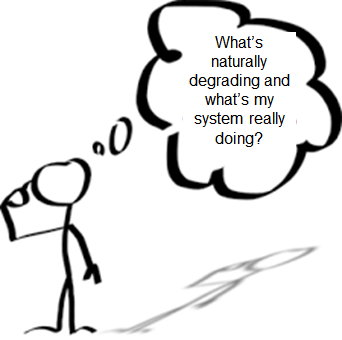 What's
naturally
degrading and
what's my
system really
doing?